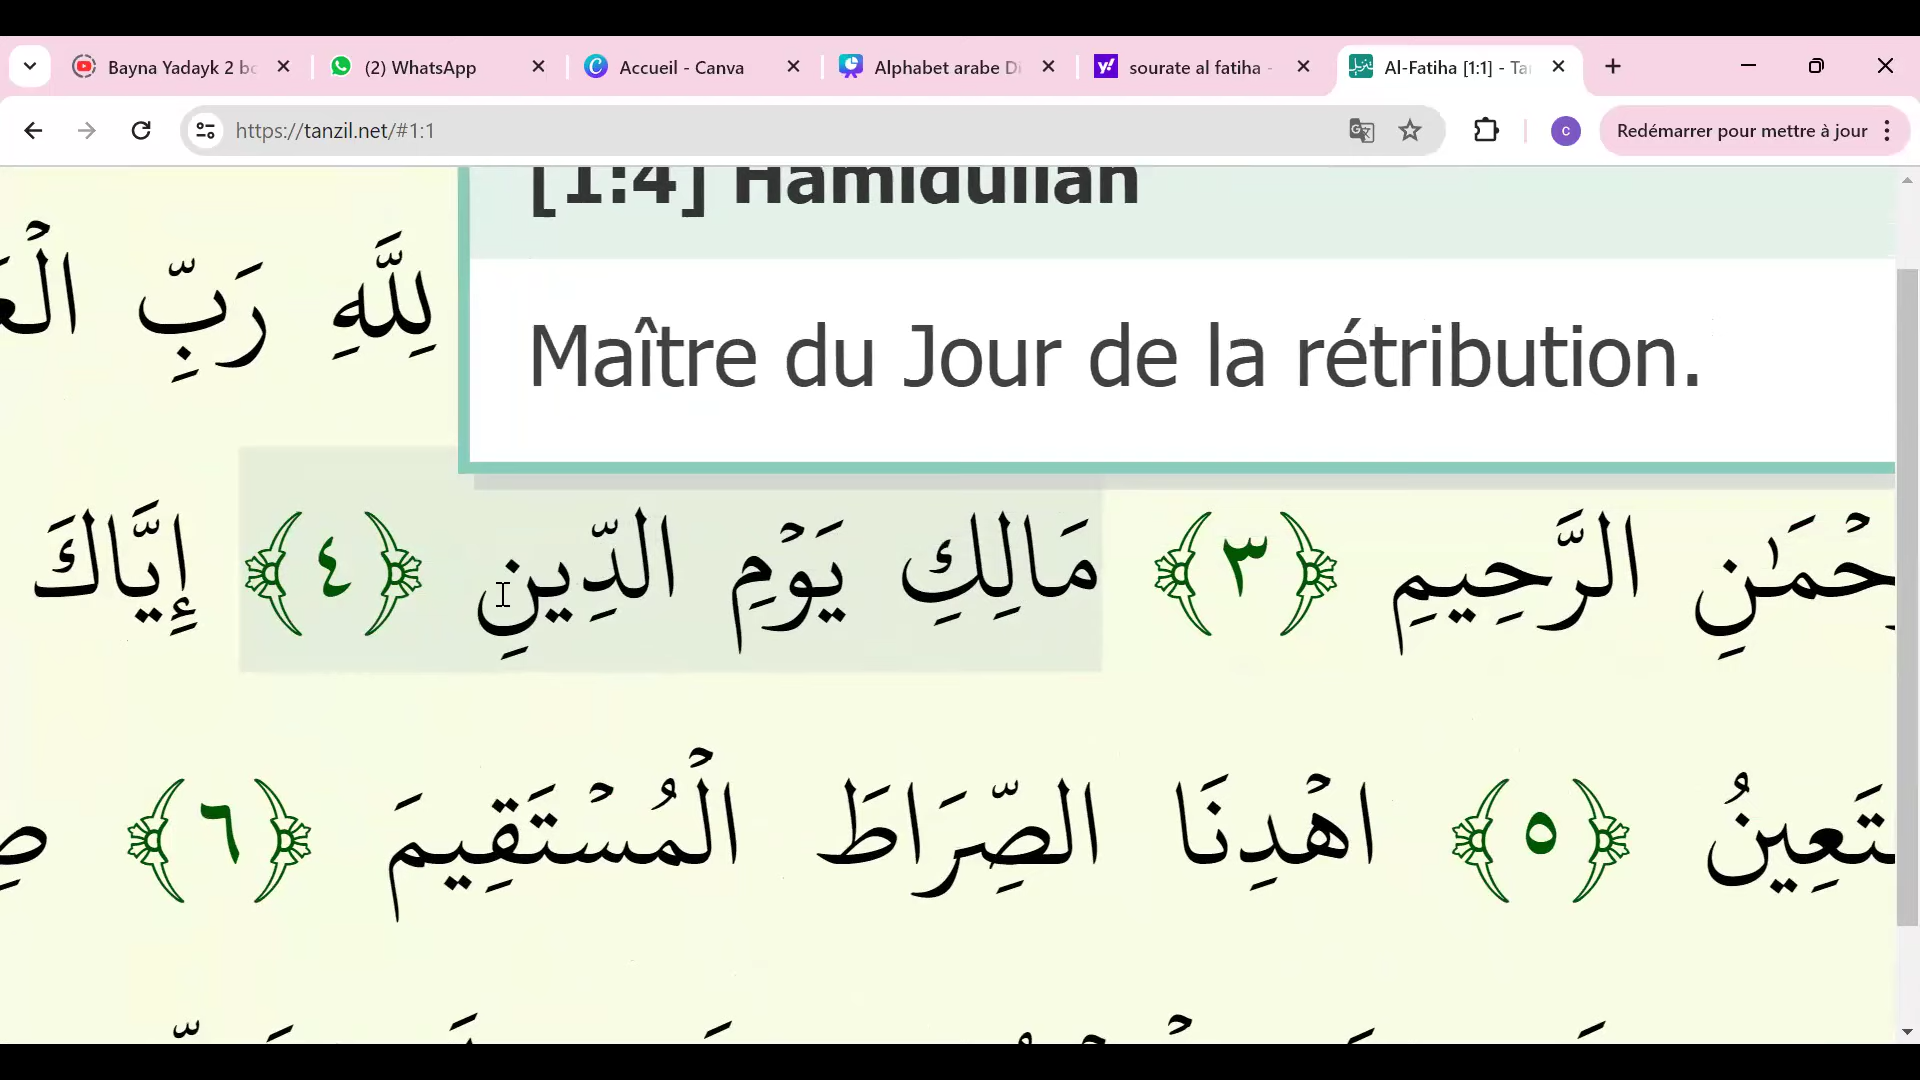 Bayna Yadayk 2 bo
(2) WhatsApp
Accueil - Canva
Alphabet arabe Di
sourate al fatiha -
Al-Fatiha [1:1] - Ta
https://tanzil.net/#1:1
C
Redémarrer pour mettre à jour
[1:4] Hamidullah
Maître du Jour de la rétribution.
لِلَّهِ رَبِّ
الرَّحِيمِ ﴿٣﴾ مَالِكِ يَوْمِ الدِّينِ ﴿٤﴾ إِيَّاكَ
﴿٥﴾ اهْدِنَا الصِّرَاطَ الْمُسْتَقِيمَ ﴿٦﴾